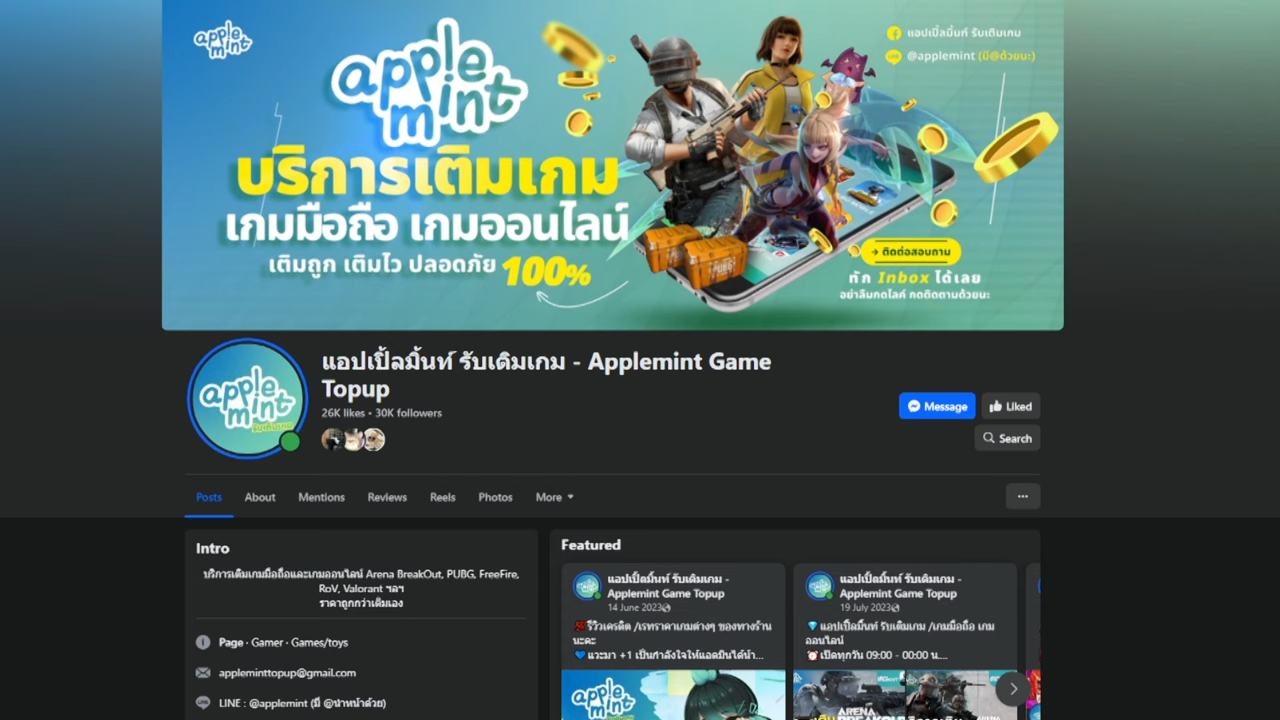 apple
mint
แอปเปิ้ลมิ้นท์ รับเติมเกม
@applemint (มี@ด้วยนะ)
apple
mint
บริการเติมเกม
เกมมือถือ เกมออนไลน์
เติมถูก เติมไว ปลอดภัย 100%
→ ติดต่อสอบถาม
ทัก Inbox ได้เลย
อย่าลืมกดไลค์ กดติดตามด้วยนะ
apple
mint
รับเติมเกม
แอปเปิ้ลมิ้นท์ รับเติมเกม - Applemint Game
Topup
26K likes • 30K followers
Message
Liked
Search
Posts
About
Mentions
Reviews
Reels
Photos
More
Intro
บริการเติมเกมมือถือและเกมออนไลน์ Arena BreakOut, PUBG, FreeFire,
RoV, Valorant ฯลฯ
ราคาถูกกว่าเติมเอง
Page · Gamer · Games/toys
appleminttopup@gmail.com
LINE : @applemint (มี @นำหน้าด้วย)
Featured
แอปเปิ้ลมิ้นท์ รับเติมเกม -
Applemint Game Topup
14 June 2023
💯รีวิวเครดิต /เรทราคาเกมต่างๆ ของทางร้าน
นะคะ
💙แวะมา +1 เป็นกำลังใจให้แอดมินได้น้า...
apple
mint
แอปเปิ้ลมิ้นท์ รับเติมเกม -
Applemint Game Topup
19 July 2023
💎แอปเปิ้ลมิ้นท์ รับเติมเกม /เกมมือถือ เกม
ออนไลน์
⏰เปิดทุกวัน 09:00 - 00:00 น....
ARENA